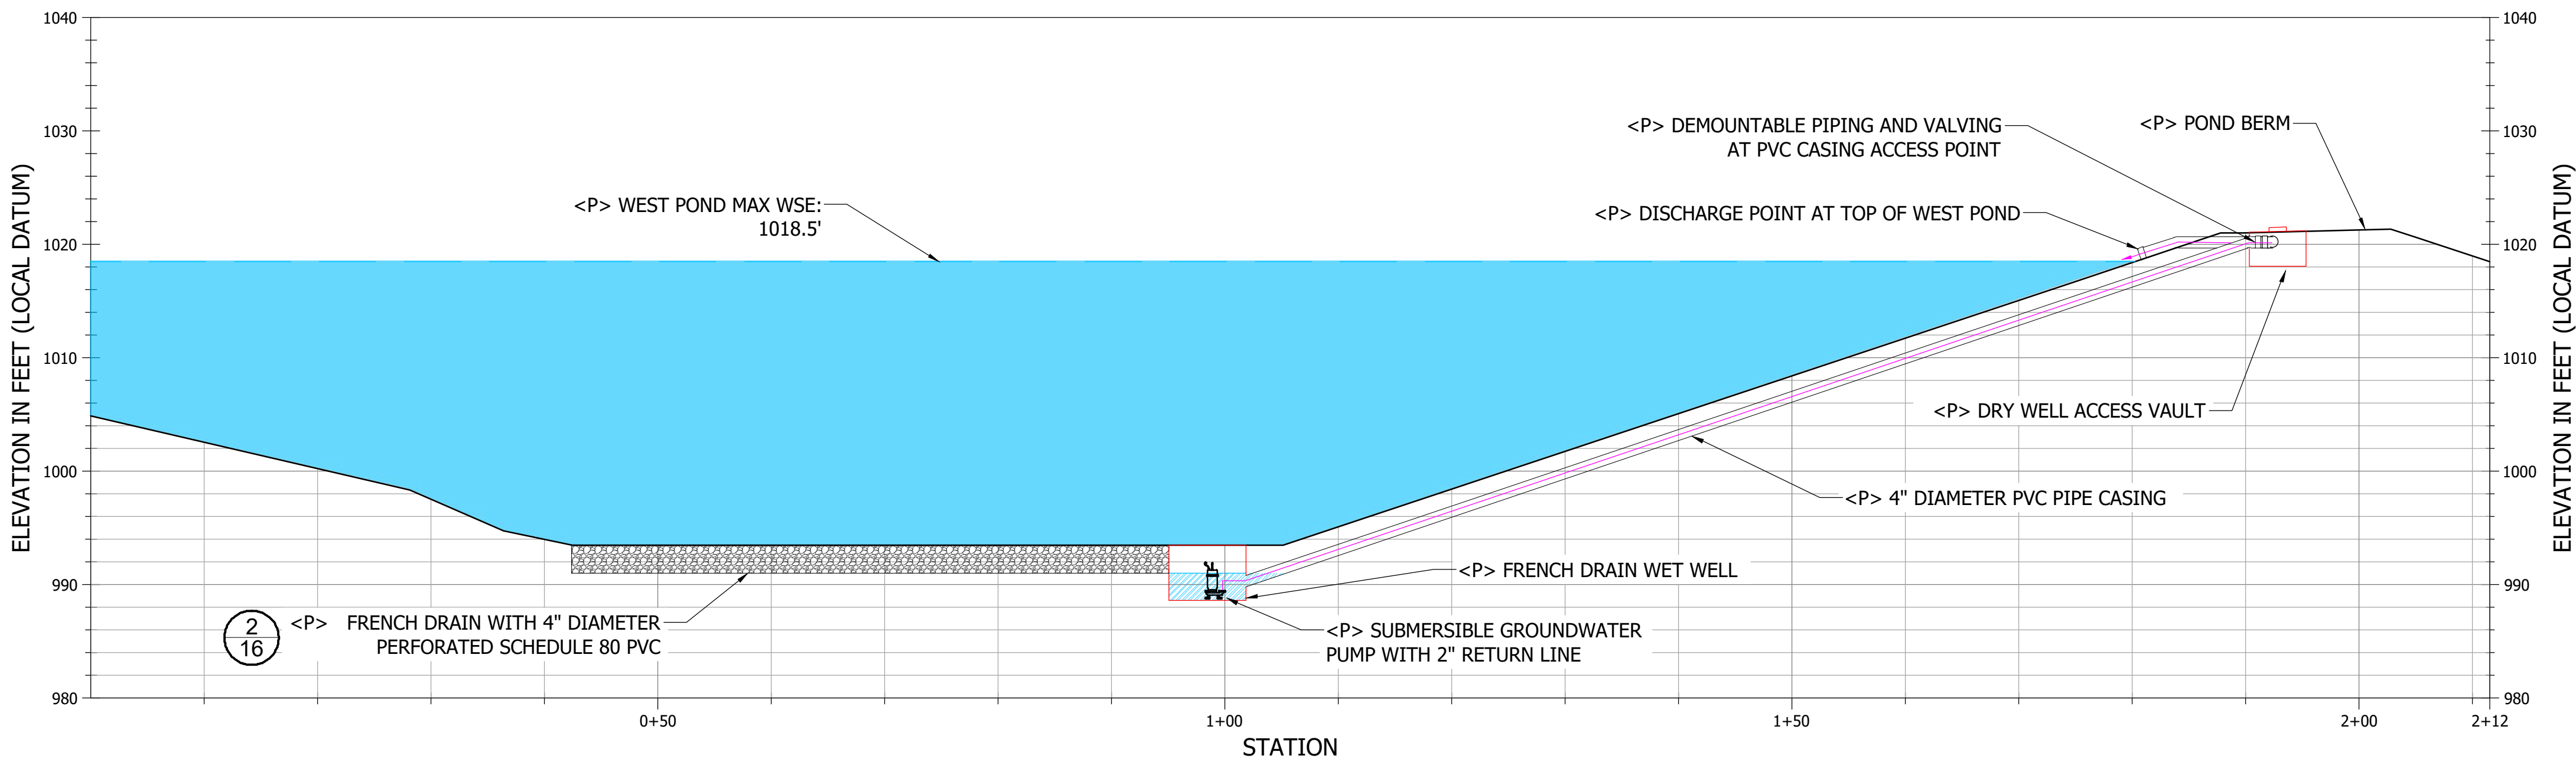 1040
1030
1020
1010
1000
990
980
ELEVATION IN FEET (LOCAL DATUM)
<P> WEST POND MAX WSE:
1018.5'
<P> DEMOUNTABLE PIPING AND VALVING
AT PVC CASING ACCESS POINT
<P> POND BERM
<P> DISCHARGE POINT AT TOP OF WEST POND
<P> DRY WELL ACCESS VAULT
<P> 4" DIAMETER PVC PIPE CASING
<P> FRENCH DRAIN WET WELL
<P> SUBMERSIBLE GROUNDWATER
PUMP WITH 2" RETURN LINE
2
16
<P> FRENCH DRAIN WITH 4" DIAMETER
PERFORATED SCHEDULE 80 PVC
1040
1030
1020
1010
1000
990
980
ELEVATION IN FEET (LOCAL DATUM)
0+50
1+00
1+50
2+00
2+12
STATION